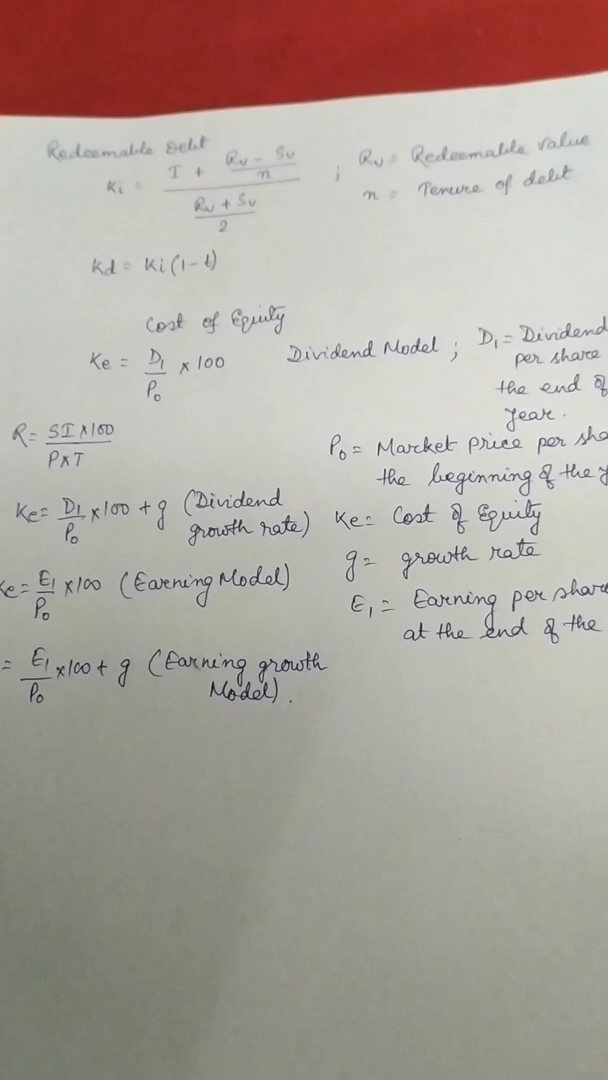 Redeemable Debt
Ki = (I + (Rv - Sv)/n) / ((Rv + Sv)/2) ; Rv = Redeemable value
n = Tenure of debt
Kd = Ki (1-t)
Cost of Equity
Ke = D1/P0 × 100 Dividend Model ; D1 = Dividend
per share
the end of
year.
R = SI×100 / P×T
P0 = Market price per sha
the beginning of the y
Ke = D1/P0 ×100 + g (Dividend
growth rate)
Ke = Cost of Equity
g = growth rate
Ke = E1/P0 ×100 (Earning Model)
E1 = Earning per share
at the end of the
= E1/P0 ×100 + g (Earning growth
Model).